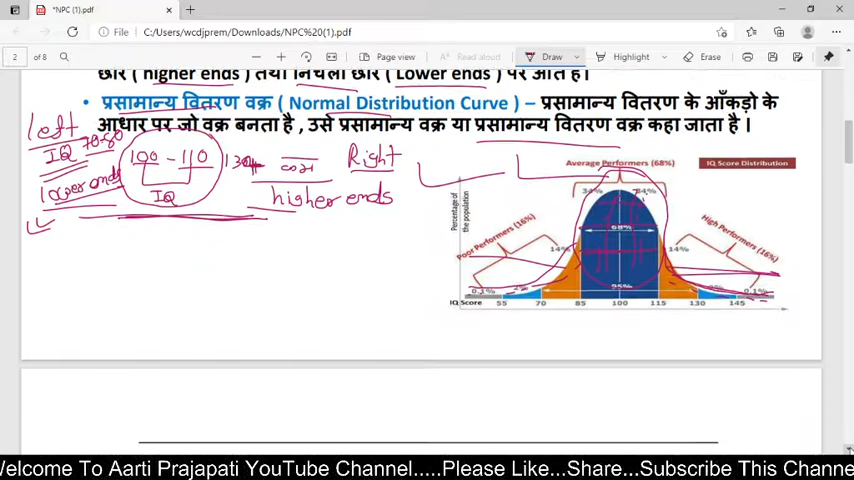 *NPC (1).pdf
File
C:/Users/wcdjprem/Downloads/NPC%20(1).pdf
2 of 8
Page view
Read aloud
Draw
Highlight
Erase
छोर ( higher ends ) तथा निचला छोर ( Lower ends ) पर आते है।
• प्रसामान्य वितरण वक्र ( Normal Distribution Curve ) – प्रसामान्य वितरण के आँकड़ो के
आधार पर जो वक्र बनता है , उसे प्रसामान्य वक्र या प्रसामान्य वितरण वक्र कहा जाता है ।
left
IQ 70-80
lower ends
100 - 110
IQ
130
Right
higher ends
Average Performers (68%)
IQ Score Distribution
Percentage of
the population
34%
34%
68%
Poor Performers (16%)
High Performers (16%)
14%
14%
95%
0.1%
2%
0.1%
IQ Score
55 70 85 100 115 130 145
Welcome To Aarti Prajapati YouTube Channel.....Please Like...Share...Subscribe This Channe